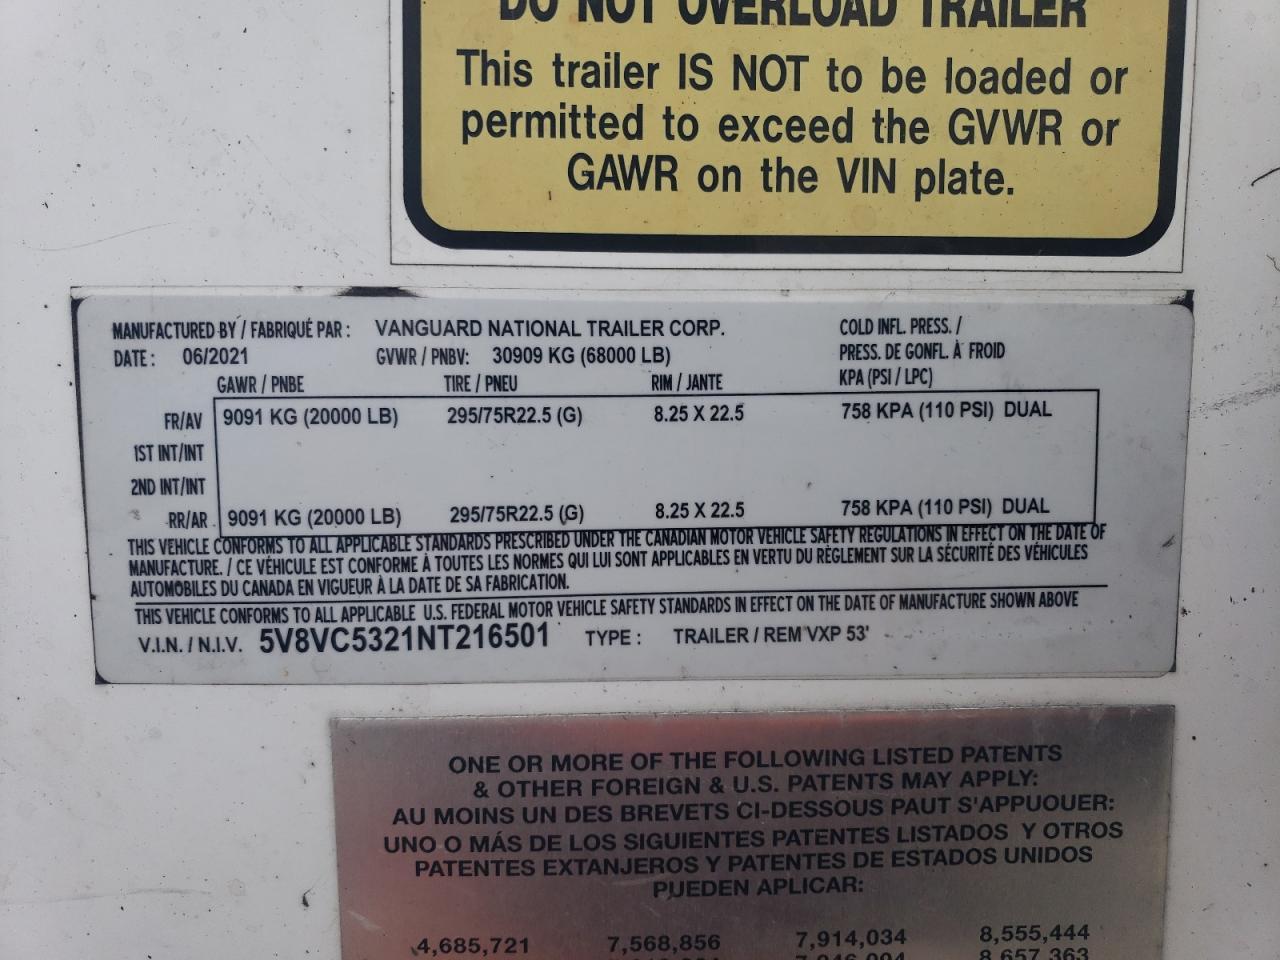 DO NOT OVERLOAD TRAILER
This trailer IS NOT to be loaded or
permitted to exceed the GVWR or
GAWR on the VIN plate.
MANUFACTURED BY / FABRIQUÉ PAR : VANGUARD NATIONAL TRAILER CORP. COLD INFL. PRESS. /
DATE : 06/2021 GVWR / PNBV: 30909 KG (68000 LB) PRESS. DE GONFL. À FROID
GAWR / PNBE TIRE / PNEU RIM / JANTE KPA (PSI / LPC)
FR/AV 9091 KG (20000 LB) 295/75R22.5 (G) 8.25 X 22.5 758 KPA (110 PSI) DUAL
1ST INT/INT
2ND INT/INT
RR/AR 9091 KG (20000 LB) 295/75R22.5 (G) 8.25 X 22.5 758 KPA (110 PSI) DUAL
THIS VEHICLE CONFORMS TO ALL APPLICABLE STANDARDS PRESCRIBED UNDER THE CANADIAN MOTOR VEHICLE SAFETY REGULATIONS IN EFFECT ON THE DATE OF
MANUFACTURE. / CE VÉHICULE EST CONFORME À TOUTES LES NORMES QUI LUI SONT APPLICABLES EN VERTU DU RÈGLEMENT SUR LA SÉCURITÉ DES VÉHICULES
AUTOMOBILES DU CANADA EN VIGUEUR À LA DATE DE SA FABRICATION.
THIS VEHICLE CONFORMS TO ALL APPLICABLE U.S. FEDERAL MOTOR VEHICLE SAFETY STANDARDS IN EFFECT ON THE DATE OF MANUFACTURE SHOWN ABOVE
V.I.N. / N.I.V. 5V8VC5321NT216501 TYPE : TRAILER / REM VXP 53'
ONE OR MORE OF THE FOLLOWING LISTED PATENTS
& OTHER FOREIGN & U.S. PATENTS MAY APPLY:
AU MOINS UN DES BREVETS CI-DESSOUS PAUT S'APPUOUER:
UNO O MÁS DE LOS SIGUIENTES PATENTES LISTADOS Y OTROS
PATENTES EXTANJEROS Y PATENTES DE ESTADOS UNIDOS
PUEDEN APLICAR:
4,685,721 7,568,856 7,914,034 8,555,444
8,657,363